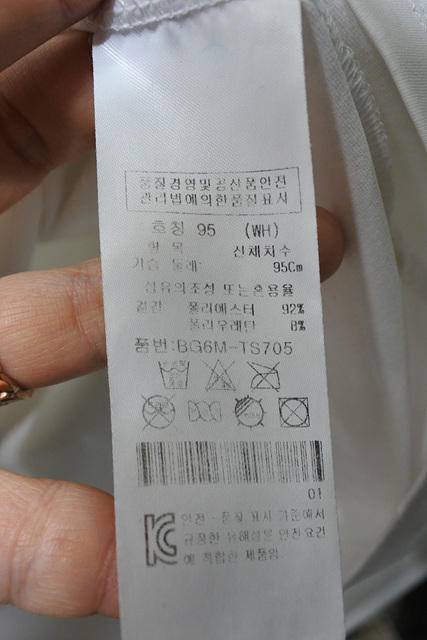 품질경영및공산품안전
관리법에의한품질표시
호칭 95 (WH)
항 목 신체치수
가슴 둘레: 95Cm
섬유의조성 또는혼용율
겉감 폴리에스터 92%
폴리우레탄 8%
품번:BG6M-TS705
01
안전·품질 표시 기준에서
규정한 유해성분 안전요건
에 적합한 제품임.